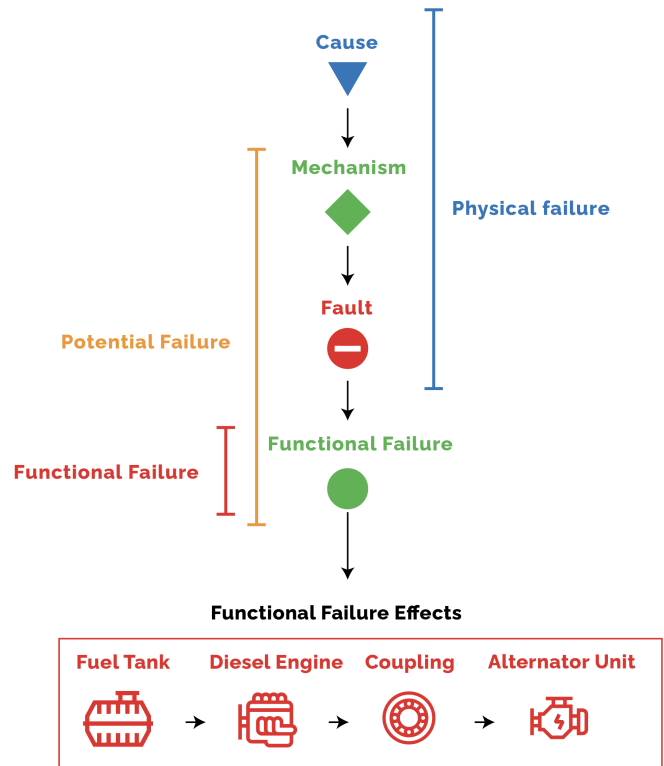 Cause
Mechanism
Physical failure
Fault
Potential Failure
Functional Failure
Functional Failure
Functional Failure Effects
Fuel Tank
Diesel Engine
Coupling
Alternator Unit